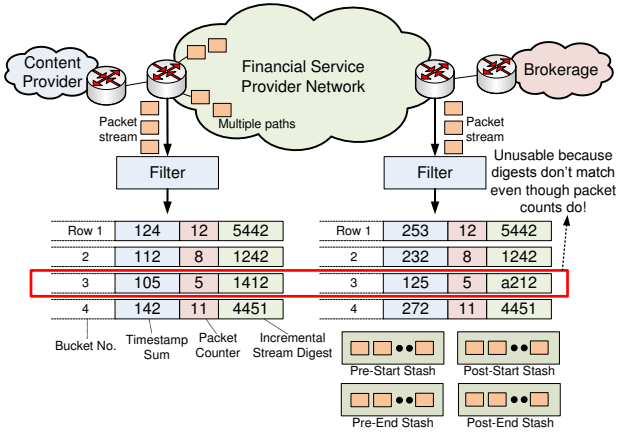 Content
Provider
Financial Service
Provider Network
Brokerage
Multiple paths
Packet
stream
Packet
stream
Filter
Filter
Unusable because
digests don't match
even though packet
counts do!
Row 1 124 12 5442
2 112 8 1242
3 105 5 1412
4 142 11 4451
Row 1 253 12 5442
2 232 8 1242
3 125 5 a212
4 272 11 4451
Bucket No.
Timestamp
Sum
Packet
Counter
Incremental
Stream Digest
Pre-Start Stash
Post-Start Stash
Pre-End Stash
Post-End Stash